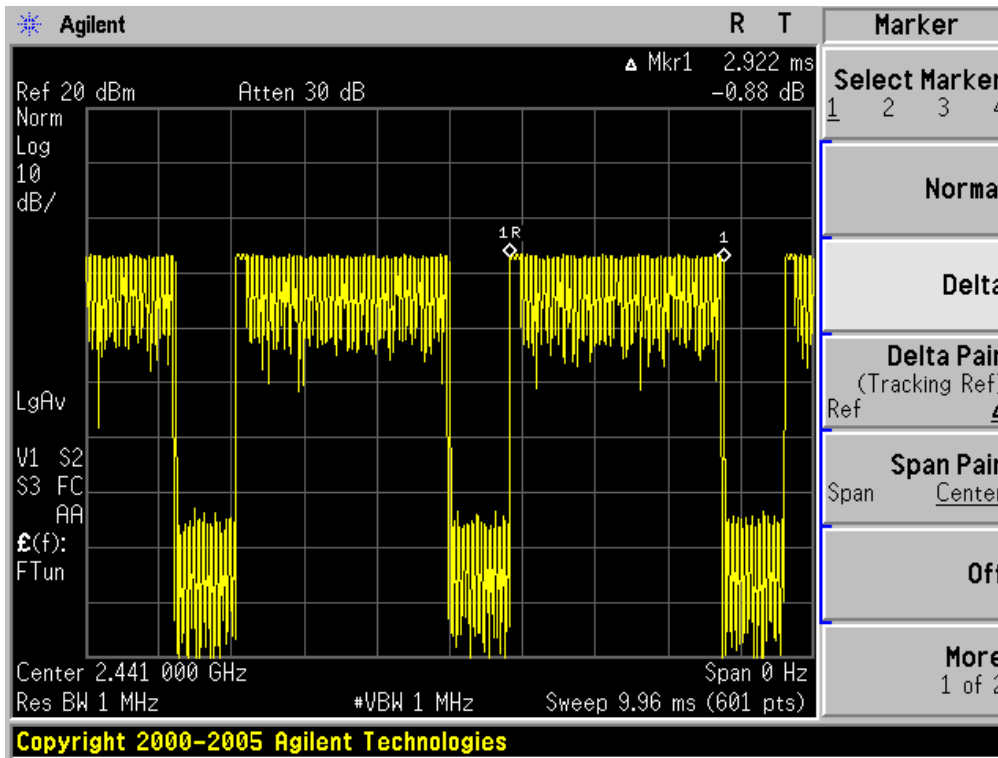 Agilent
R T
Marker
Δ Mkr1 2.922 ms
Ref 20 dBm Atten 30 dB -0.88 dB
Norm
Log
10
dB/
1R
1
LgAv
V1 S2
S3 FC
AA
£(f):
FTun
Center 2.441 000 GHz Span 0 Hz
Res BW 1 MHz #VBW 1 MHz Sweep 9.96 ms (601 pts)
Copyright 2000-2005 Agilent Technologies
Select Marker
1 2 3 4
Norma
Delta
Delta Pair
(Tracking Ref)
Ref Δ
Span Pair
Span Center
Off
More
1 of 2